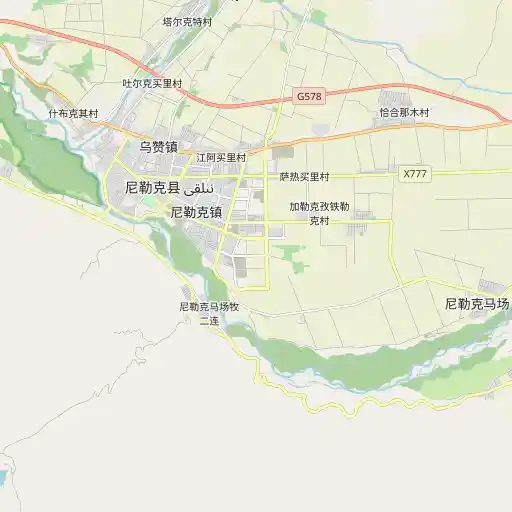 塔尔克特村
吐尔克买里村
G578
什布克其村
恰合那木村
乌赞镇
江阿买里村
萨热买里村
X777
尼勒克县 نىلقى
尼勒克镇
加勒克孜铁勒
克村
尼勒克马场
尼勒克马场牧
二连